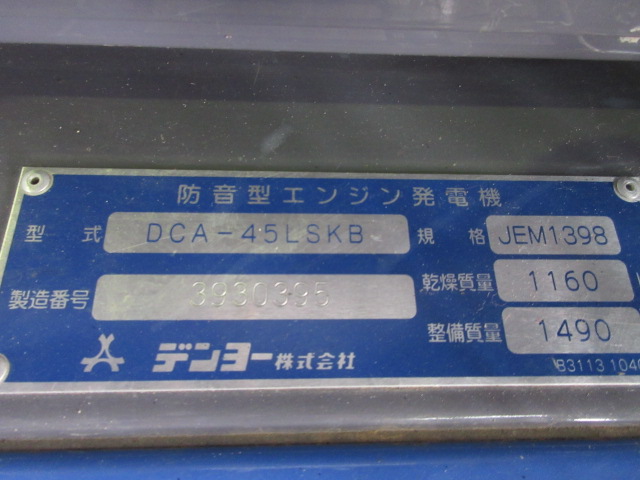 防音型エンジン発電機
型式 DCA-45LSKB 規格 JEM1398
製造番号 3930395 乾燥質量 1160
整備質量 1490
デンヨー株式会社
B3113 104